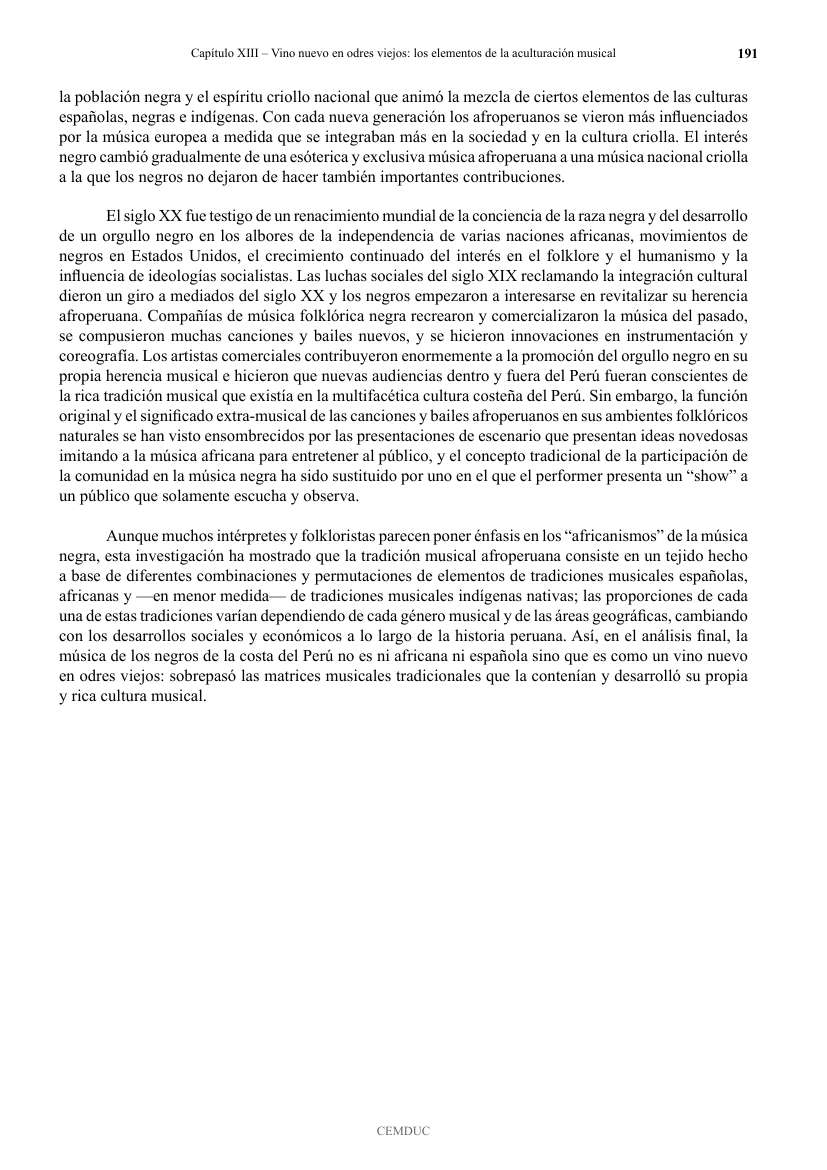 Capítulo XIII – Vino nuevo en odres viejos: los elementos de la aculturación musical 191
la población negra y el espíritu criollo nacional que animó la mezcla de ciertos elementos de las culturas
españolas, negras e indígenas. Con cada nueva generación los afroperuanos se vieron más influenciados
por la música europea a medida que se integraban más en la sociedad y en la cultura criolla. El interés
negro cambió gradualmente de una esóterica y exclusiva música afroperuana a una música nacional criolla
a la que los negros no dejaron de hacer también importantes contribuciones.
El siglo XX fue testigo de un renacimiento mundial de la conciencia de la raza negra y del desarrollo
de un orgullo negro en los albores de la independencia de varias naciones africanas, movimientos de
negros en Estados Unidos, el crecimiento continuado del interés en el folklore y el humanismo y la
influencia de ideologías socialistas. Las luchas sociales del siglo XIX reclamando la integración cultural
dieron un giro a mediados del siglo XX y los negros empezaron a interesarse en revitalizar su herencia
afroperuana. Compañías de música folklórica negra recrearon y comercializaron la música del pasado,
se compusieron muchas canciones y bailes nuevos, y se hicieron innovaciones en instrumentación y
coreografía. Los artistas comerciales contribuyeron enormemente a la promoción del orgullo negro en su
propia herencia musical e hicieron que nuevas audiencias dentro y fuera del Perú fueran conscientes de
la rica tradición musical que existía en la multifacética cultura costeña del Perú. Sin embargo, la función
original y el significado extra-musical de las canciones y bailes afroperuanos en sus ambientes folklóricos
naturales se han visto ensombrecidos por las presentaciones de escenario que presentan ideas novedosas
imitando a la música africana para entretener al público, y el concepto tradicional de la participación de
la comunidad en la música negra ha sido sustituido por uno en el que el performer presenta un “show” a
un público que solamente escucha y observa.
Aunque muchos intérpretes y folkloristas parecen poner énfasis en los “africanismos” de la música
negra, esta investigación ha mostrado que la tradición musical afroperuana consiste en un tejido hecho
a base de diferentes combinaciones y permutaciones de elementos de tradiciones musicales españolas,
africanas y —en menor medida— de tradiciones musicales indígenas nativas; las proporciones de cada
una de estas tradiciones varían dependiendo de cada género musical y de las áreas geográficas, cambiando
con los desarrollos sociales y económicos a lo largo de la historia peruana. Así, en el análisis final, la
música de los negros de la costa del Perú no es ni africana ni española sino que es como un vino nuevo
en odres viejos: sobrepasó las matrices musicales tradicionales que la contenían y desarrolló su propia
y rica cultura musical.
CEMDUC